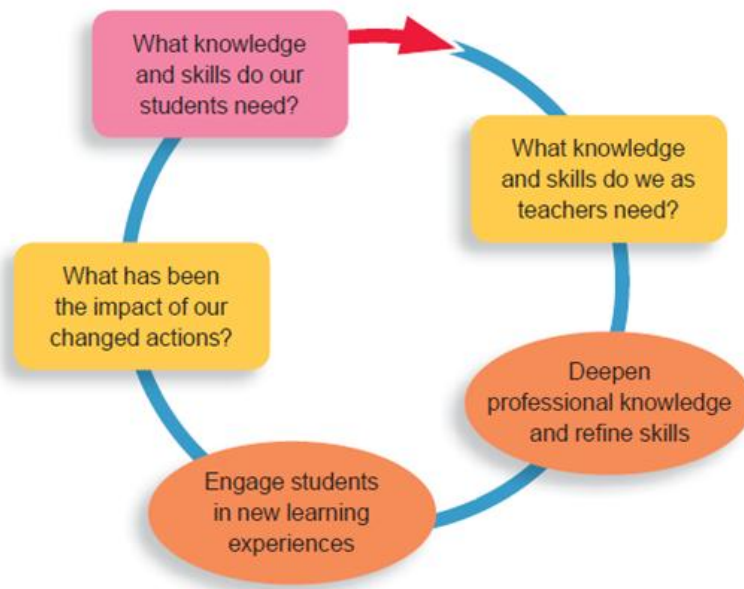 What knowledge
and skills do our
students need?
What knowledge
and skills do we as
teachers need?
Deepen
professional knowledge
and refine skills
Engage students
in new learning
experiences
What has been
the impact of our
changed actions?